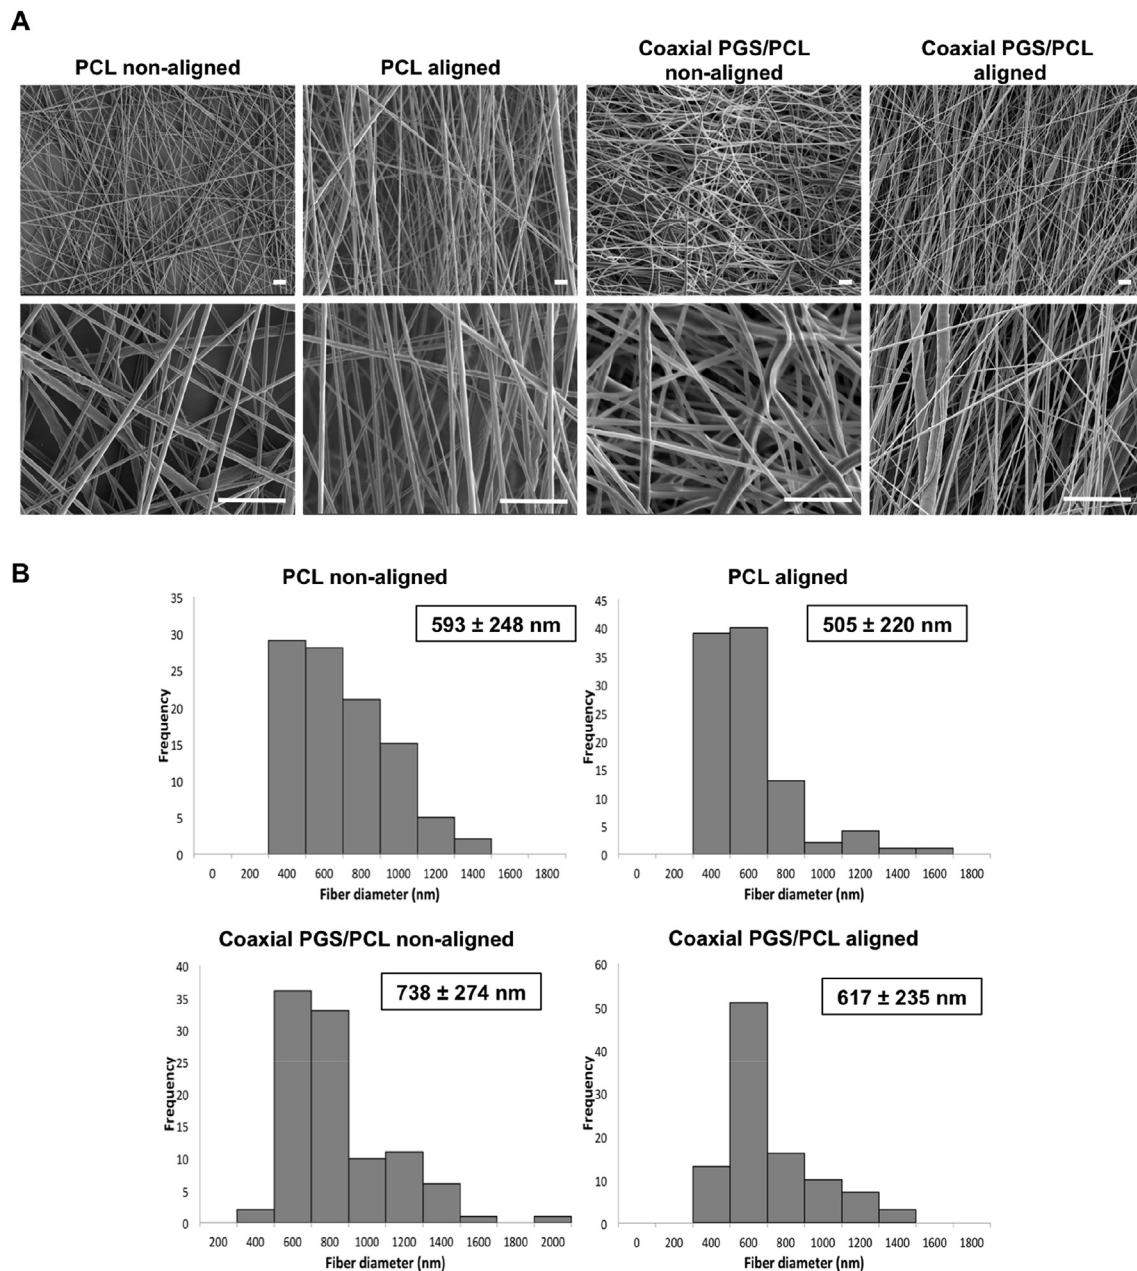 A
PCL non-aligned
PCL aligned
Coaxial PGS/PCL
non-aligned
Coaxial PGS/PCL
aligned
B
PCL non-aligned
593 ± 248 nm
Frequency
35
30
25
20
15
10
5
0
0 200 400 600 800 1000 1200 1400 1600 1800
Fiber diameter (nm)
PCL aligned
505 ± 220 nm
Frequency
45
40
35
30
25
20
15
10
5
0
0 200 400 600 800 1000 1200 1400 1600 1800
Fiber diameter (nm)
Coaxial PGS/PCL non-aligned
738 ± 274 nm
Frequency
40
35
30
25
20
15
10
5
0
200 400 600 800 1000 1200 1400 1600 1800 2000
Fiber diameter (nm)
Coaxial PGS/PCL aligned
617 ± 235 nm
Frequency
60
50
40
30
20
10
0
0 200 400 600 800 1000 1200 1400 1600 1800
Fiber diameter (nm)